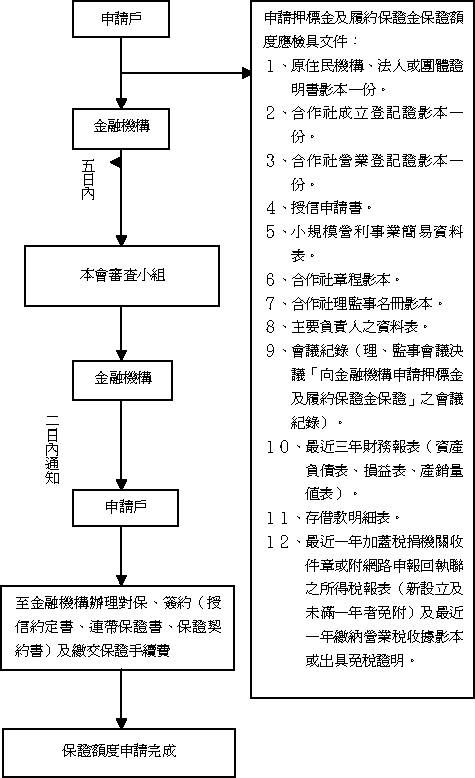 申請戶
金融機構
五日內
本會審查小組
金融機構
二日內通知
申請戶
至金融機構辦理對保、簽約（授
信約定書、連帶保證書、保證契
約書）及繳交保證手續費
保證額度申請完成
申請押標金及履約保證金保證額
度應檢具文件：
１、原住民機構、法人或團體證
明書影本一份。
２、合作社成立登記證影本一
份。
３、合作社營業登記證影本一
份。
４、授信申請書。
５、小規模營利事業簡易資料
表。
６、合作社章程影本。
７、合作社理監事名冊影本。
８、主要負責人之資料表。
９、會議紀錄（理、監事會議決
議「向金融機構申請押標金
及履約保證金保證」之會議
紀錄）。
１０、最近三年財務報表（資產
負債表、損益表、產銷量
值表）。
１１、存借款明細表。
１２、最近一年加蓋稅捐機關收
件章或附網路申報回執聯
之所得稅報表（新設立及
未滿一年者免附）及最近
一年繳納營業稅收據影本
或出具免稅證明。